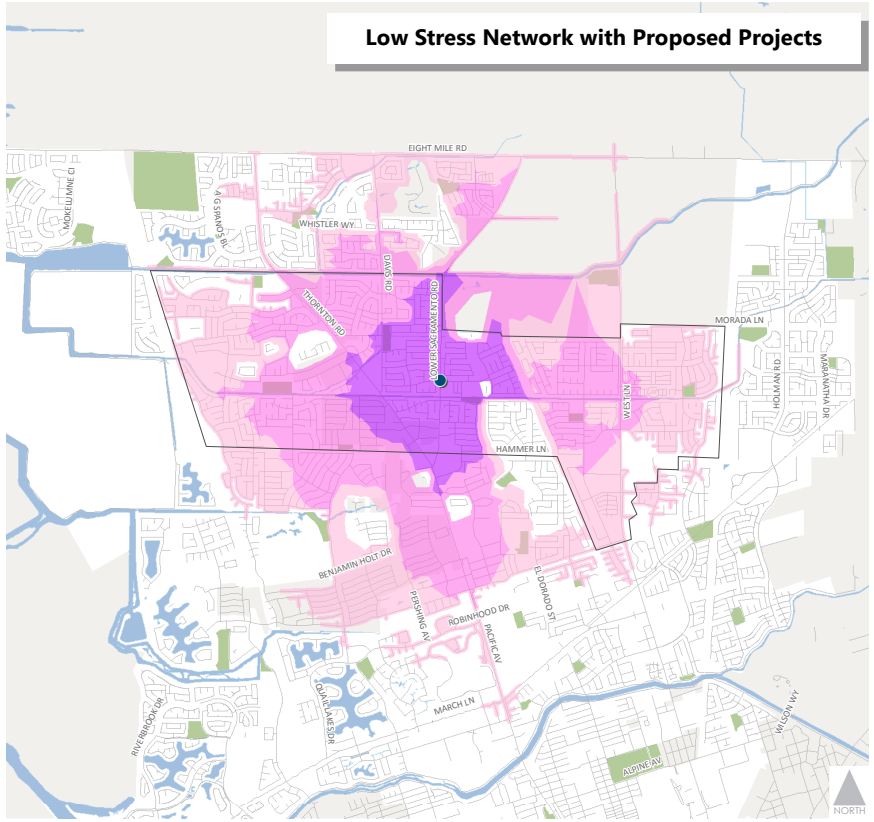 Low Stress Network with Proposed Projects
EIGHT MILE RD
MOKELUMNE CI
A G SPANOS BL
WHISTLER WY
DAVIS RD
THORNTON RD
LOWER SACRAMENTO RD
MORADA LN
WEST LN
HOLMAN RD
MARANATHA DR
HAMMER LN
BENJAMIN HOLT DR
PERSHING AV
ROBINHOOD DR
EL DORADO ST
PACIFIC AV
MARCH LN
QUAIL LAKES DR
RIVERBROOK DR
WILSON WY
ALPINE AV
NORTH